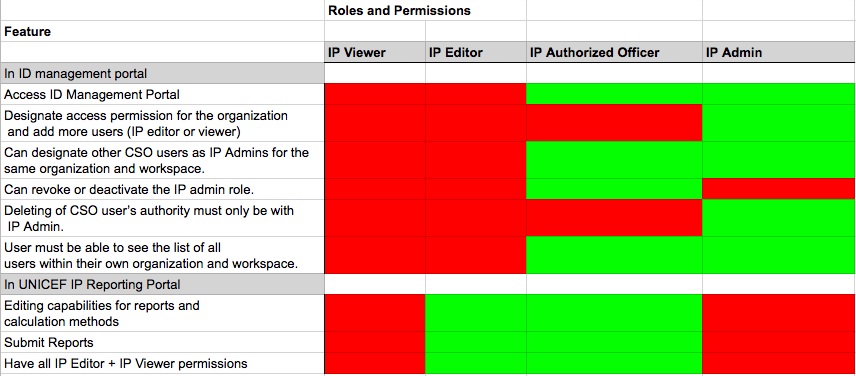 Roles and Permissions
Feature
IP Viewer IP Editor IP Authorized Officer IP Admin
In ID management portal
Access ID Management Portal
Designate access permission for the organization
and add more users (IP editor or viewer)
Can designate other CSO users as IP Admins for the
same organization and workspace.
Can revoke or deactivate the IP admin role.
Deleting of CSO user's authority must only be with
IP Admin.
User must be able to see the list of all
users within their own organization and workspace.
In UNICEF IP Reporting Portal
Editing capabilities for reports and
calculation methods
Submit Reports
Have all IP Editor + IP Viewer permissions